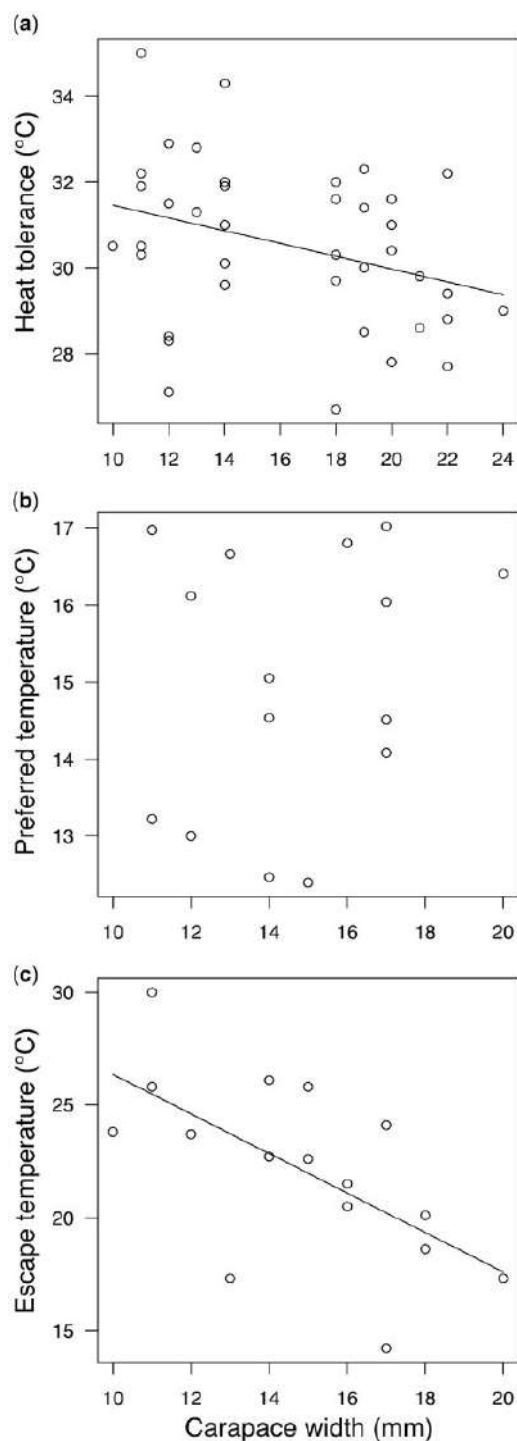 (a)
Heat tolerance (°C)
34
32
30
28
10 12 14 16 18 20 22 24
(b)
Preferred temperature (°C)
17
16
15
14
13
10 12 14 16 18 20
(c)
Escape temperature (°C)
30
25
20
15
10 12 14 16 18 20
Carapace width (mm)